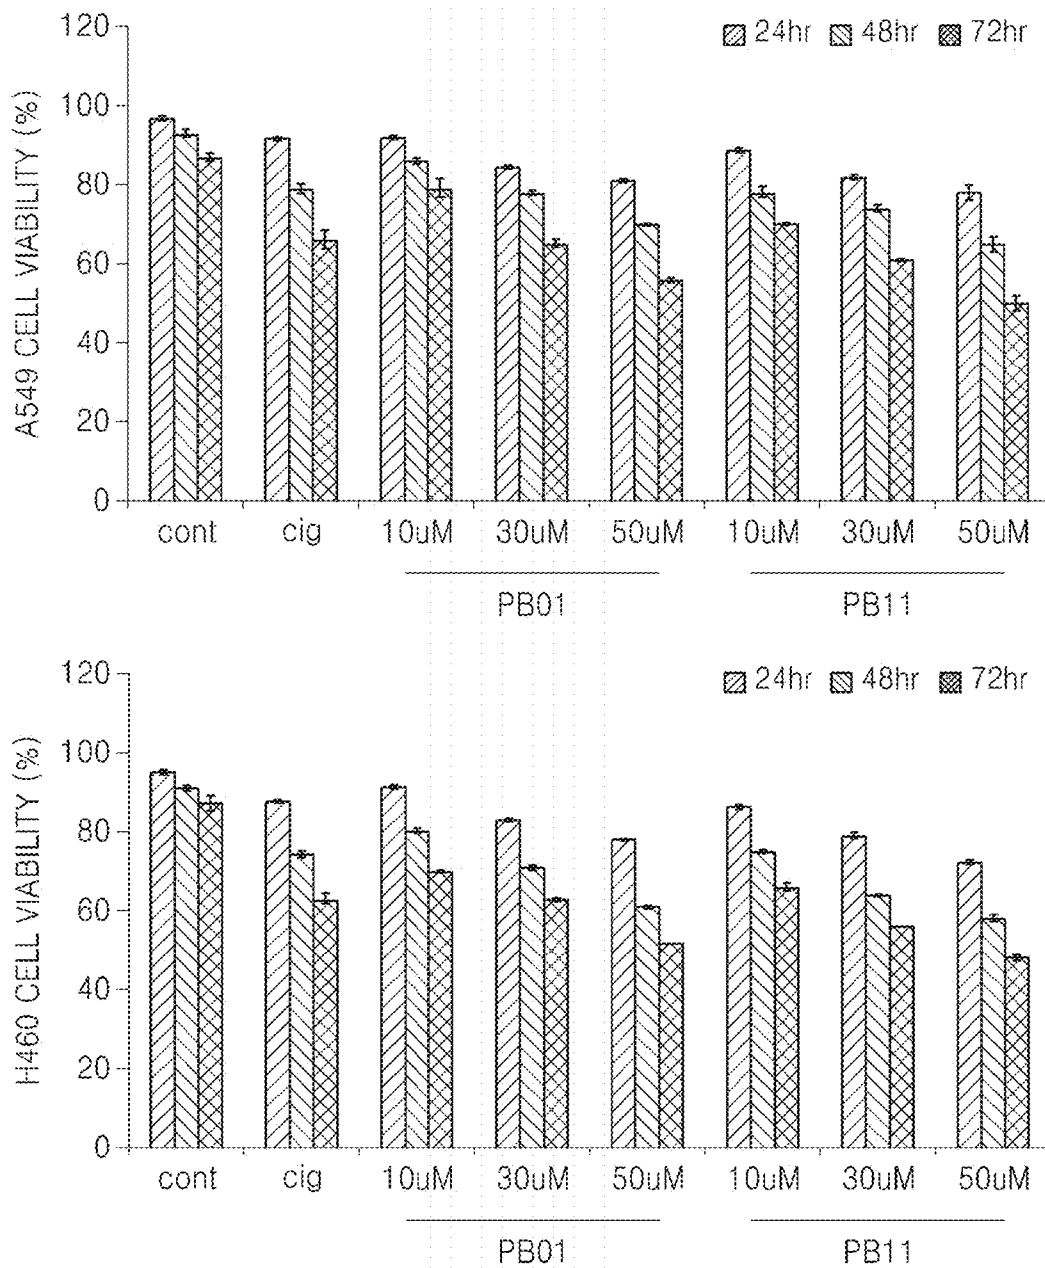 120
100
80
60
40
20
0
A549 CELL VIABILITY (%)
24hr 48hr 72hr
cont cig 10uM 30uM 50uM 10uM 30uM 50uM
PB01 PB11
120
100
80
60
40
20
0
H460 CELL VIABILITY (%)
24hr 48hr 72hr
cont cig 10uM 30uM 50uM 10uM 30uM 50uM
PB01 PB11